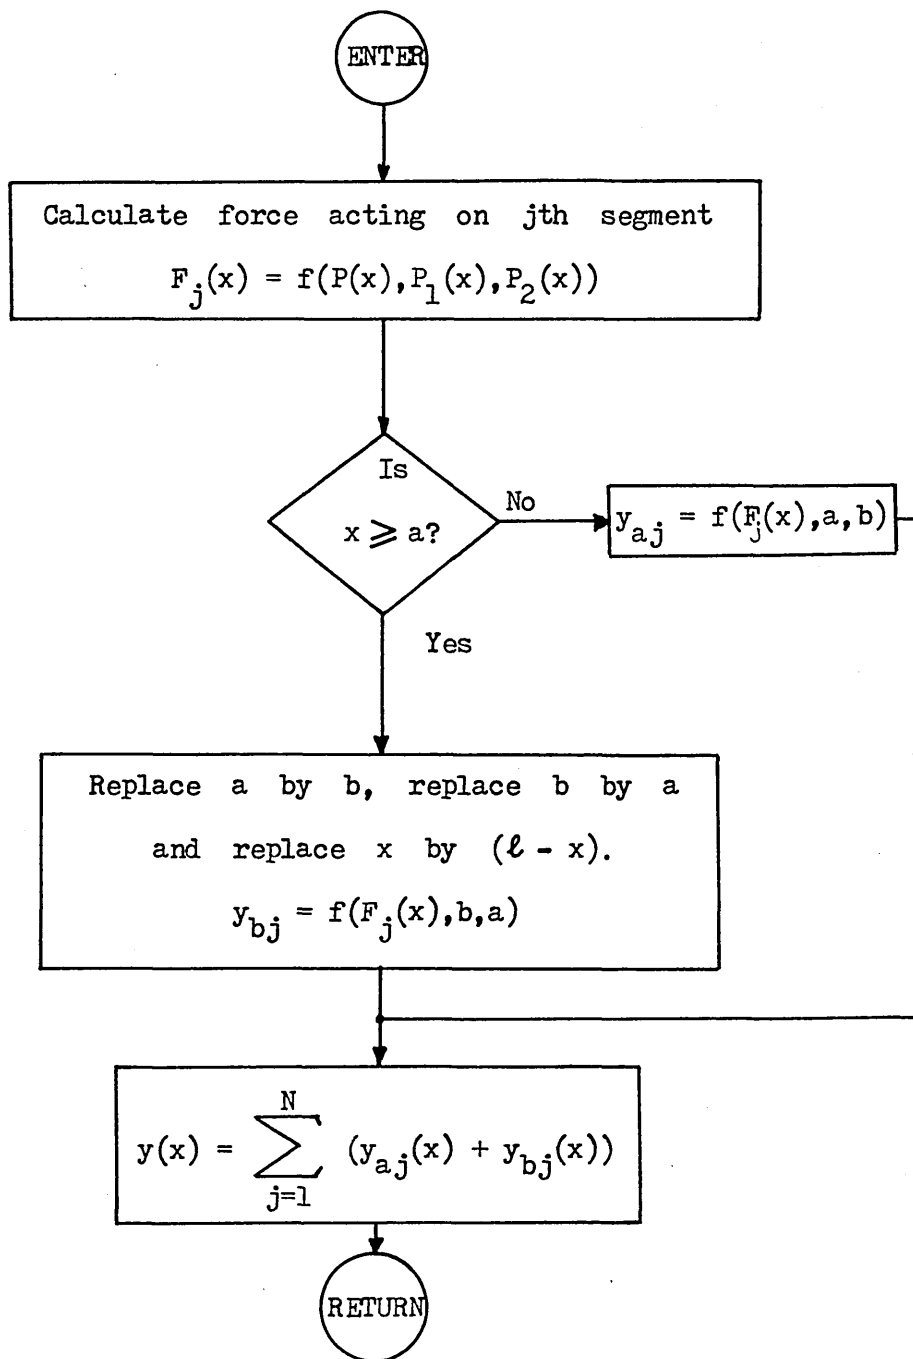 ENTER
Calculate force acting on jth segment
F_j(x) = f(P(x),P_1(x),P_2(x))
Is
x ⩾ a?
No
y_aj = f(F_j(x),a,b)
Yes
Replace a by b, replace b by a
and replace x by (ℓ - x).
y_bj = f(F_j(x),b,a)
N
y(x) = ∑ (y_aj(x) + y_bj(x))
j=1
RETURN